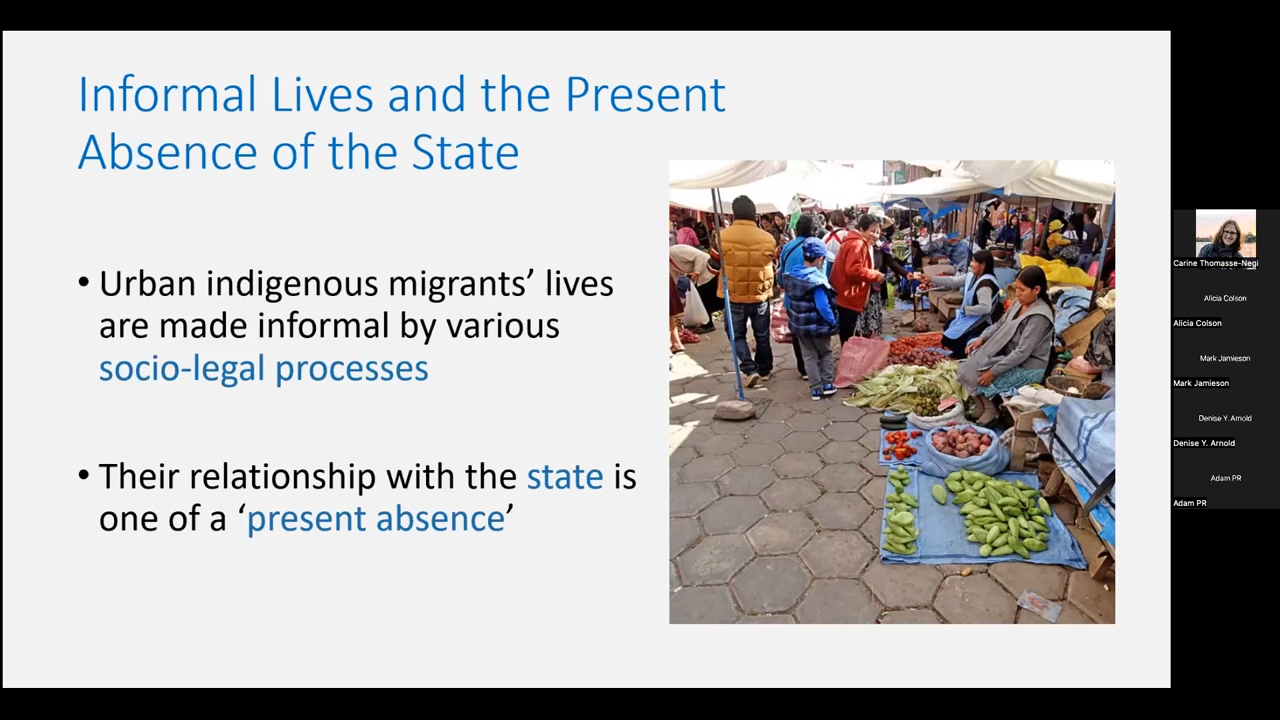 Informal Lives and the Present
Absence of the State
• Urban indigenous migrants’ lives
are made informal by various
socio-legal processes
• Their relationship with the state is
one of a ‘present absence’
Carine Thomasse-Negi
Alicia Colson
Alicia Colson
Mark Jamieson
Mark Jamieson
Denise Y. Arnold
Denise Y. Arnold
Adam PR
Adam PR